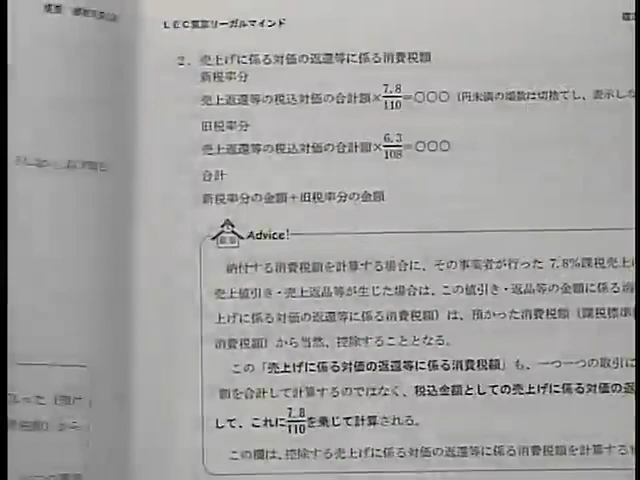 LEC東京リーガルマインド
2. 売上げに係る対価の返還等に係る消費税額
新税率分
売上返還等の税込対価の合計額×7.8/110=○○○ (円未満の端数は切捨てし、表示しな
旧税率分
売上返還等の税込対価の合計額×6.3/108=○○○
合計
新税率分の金額+旧税率分の金額
Advice!
納付する消費税額を計算する場合に、その事業者が行った 7.8%課税売上
売上値引き・売上返品等が生じた場合は、この値引き・返品等の金額に係る消
上げに係る対価の返還等に係る消費税額)は、預かった消費税額(課税標準
消費税額)から当然、控除することとなる。
この「売上げに係る対価の返還等に係る消費税額」も、一つ一つの取引に
額を合計して計算するのではなく、税込金額としての売上げに係る対価の返
して、これに7.8/110を乗じて計算される。
この欄は、控除する売上げに係る対価の返還等に係る消費税額を計算する